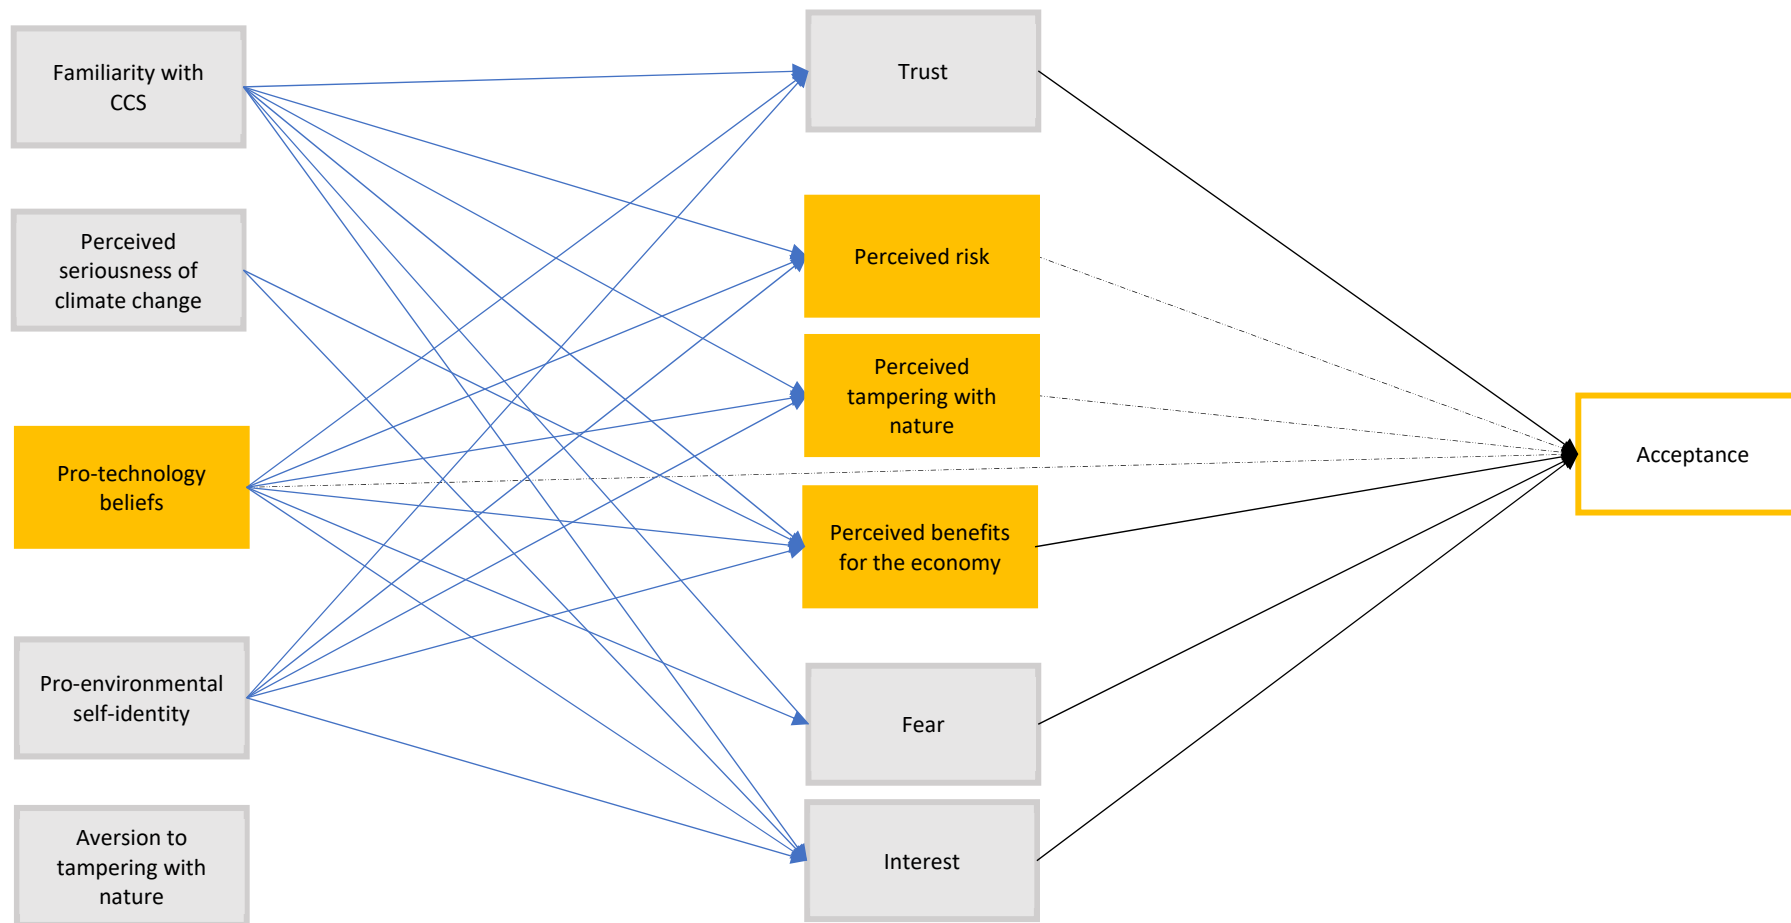 Familiarity with
CCS
Perceived
seriousness of
climate change
Pro-technology
beliefs
Pro-environmental
self-identity
Aversion to
tampering with
nature
Trust
Perceived risk
Perceived
tampering with
nature
Perceived benefits
for the economy
Fear
Interest
Acceptance